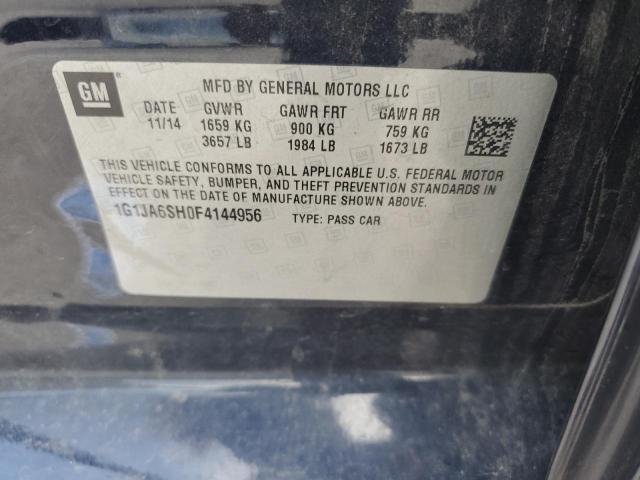 GM
MFD BY GENERAL MOTORS LLC
DATE GVWR GAWR FRT GAWR RR
11/14 1659 KG 900 KG 759 KG
3657 LB 1984 LB 1673 LB
THIS VEHICLE CONFORMS TO ALL APPLICABLE U.S. FEDERAL MOTOR
VEHICLE SAFETY, BUMPER, AND THEFT PREVENTION STANDARDS IN
EFFECT ON THE DATE OF MANUFACTURE SHOWN ABOVE.
1G1JA6SH0F4144956 TYPE: PASS CAR